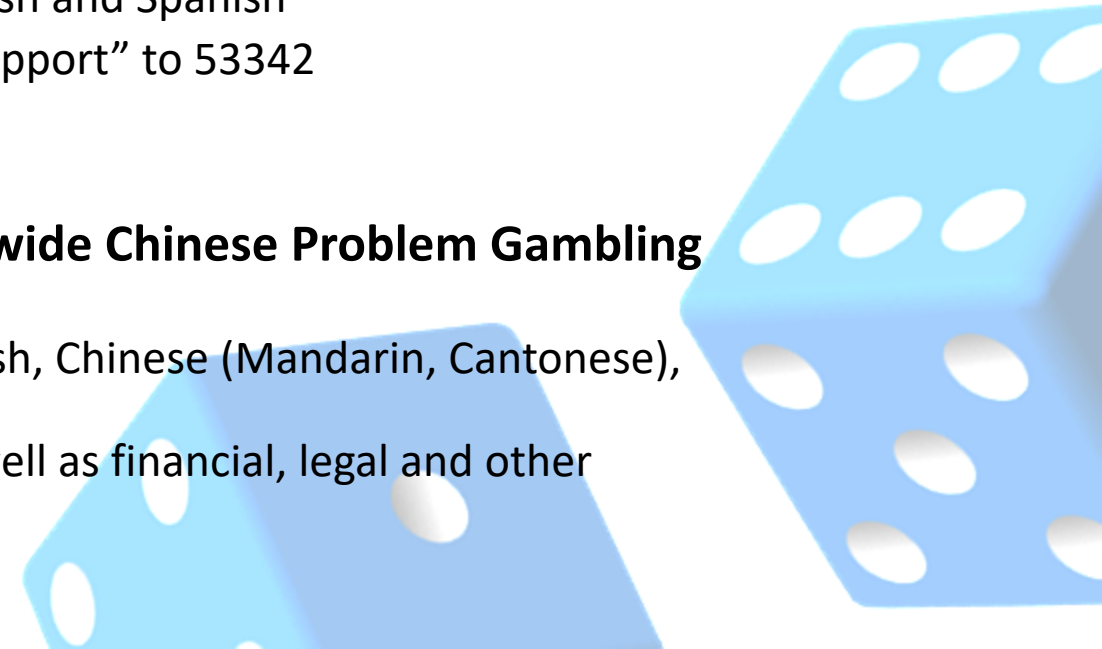 sh and Spanish
pport” to 53342
wide Chinese Problem Gambling
sh, Chinese (Mandarin, Cantonese),
ell as financial, legal and other